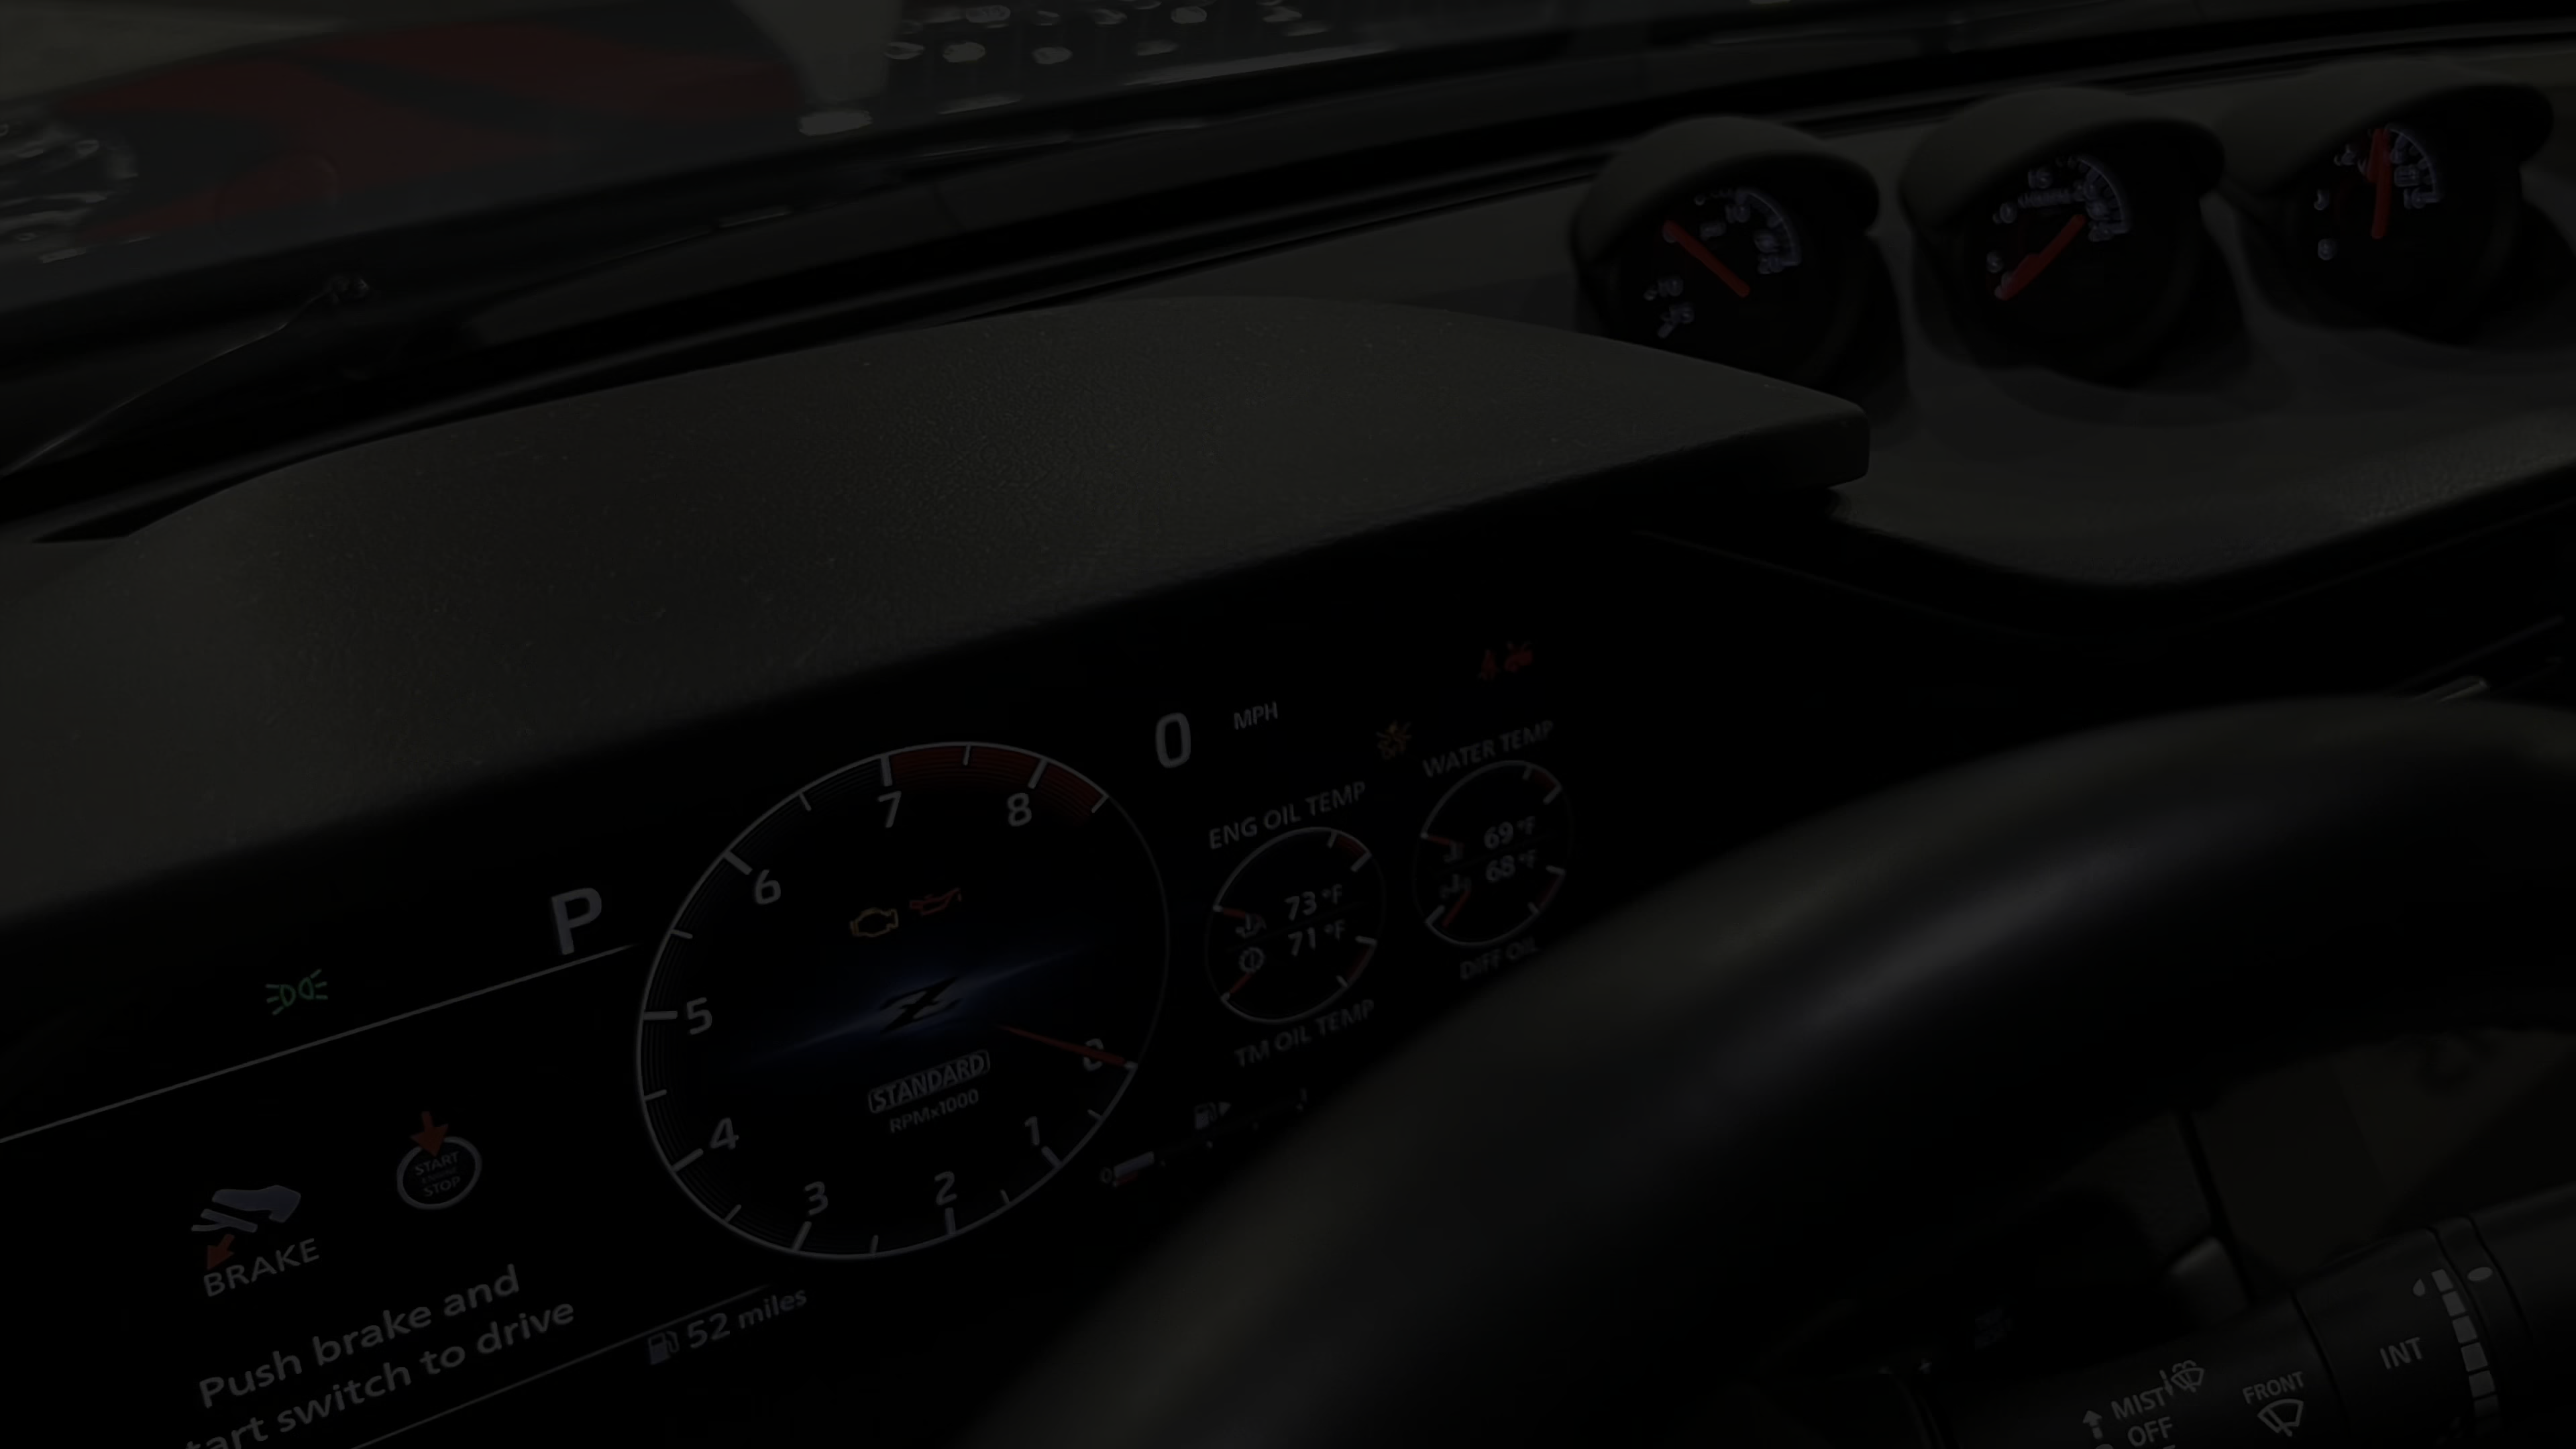 0 MPH
WATER TEMP
69 °F
68 °F
DIFF OIL
ENG OIL TEMP
73 °F
71 °F
TM OIL TEMP
P
7
8
6
5
4
3
2
1
0
STANDARD
RPMx1000
START
STOP
BRAKE
Push brake and
tart switch to drive
52 miles
0
1
INT
FRONT
MIST
OFF